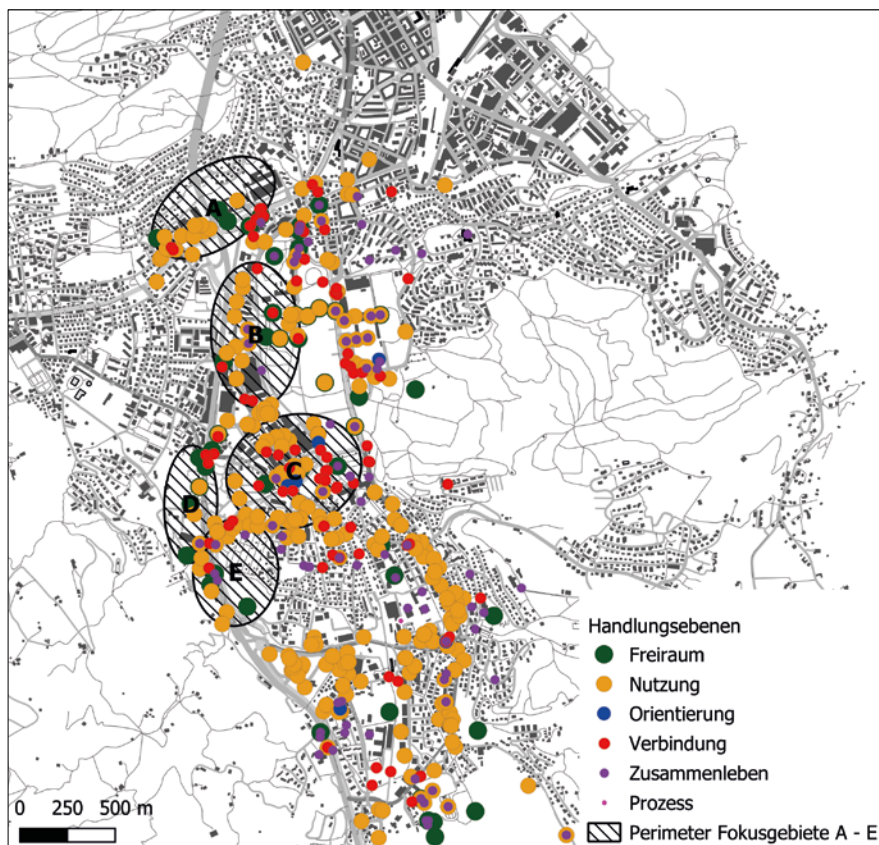 A
B
C
D
E
Handlungsebenen
Freiraum
Nutzung
Orientierung
Verbindung
Zusammenleben
Prozess
Perimeter Fokusgebiete A - E
0 250 500 m